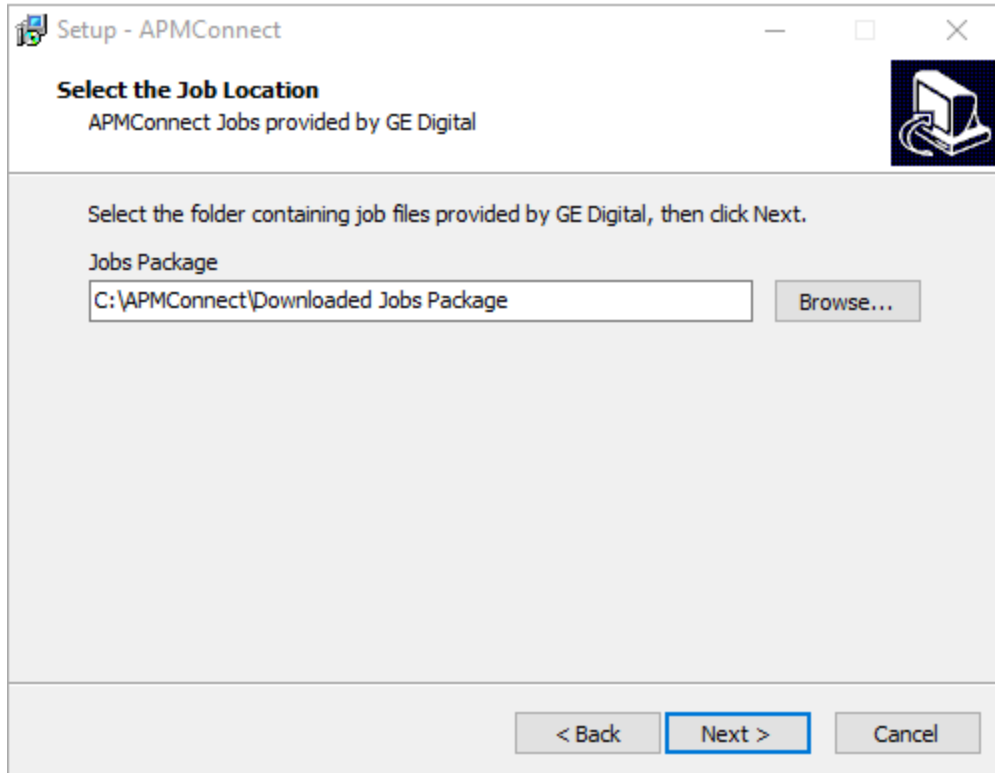 Setup - APMConnect
Select the Job Location
APMConnect Jobs provided by GE Digital
Select the folder containing job files provided by GE Digital, then click Next.
Jobs Package
C:\APMConnect\Downloaded Jobs Package
Browse...
< Back
Next >
Cancel